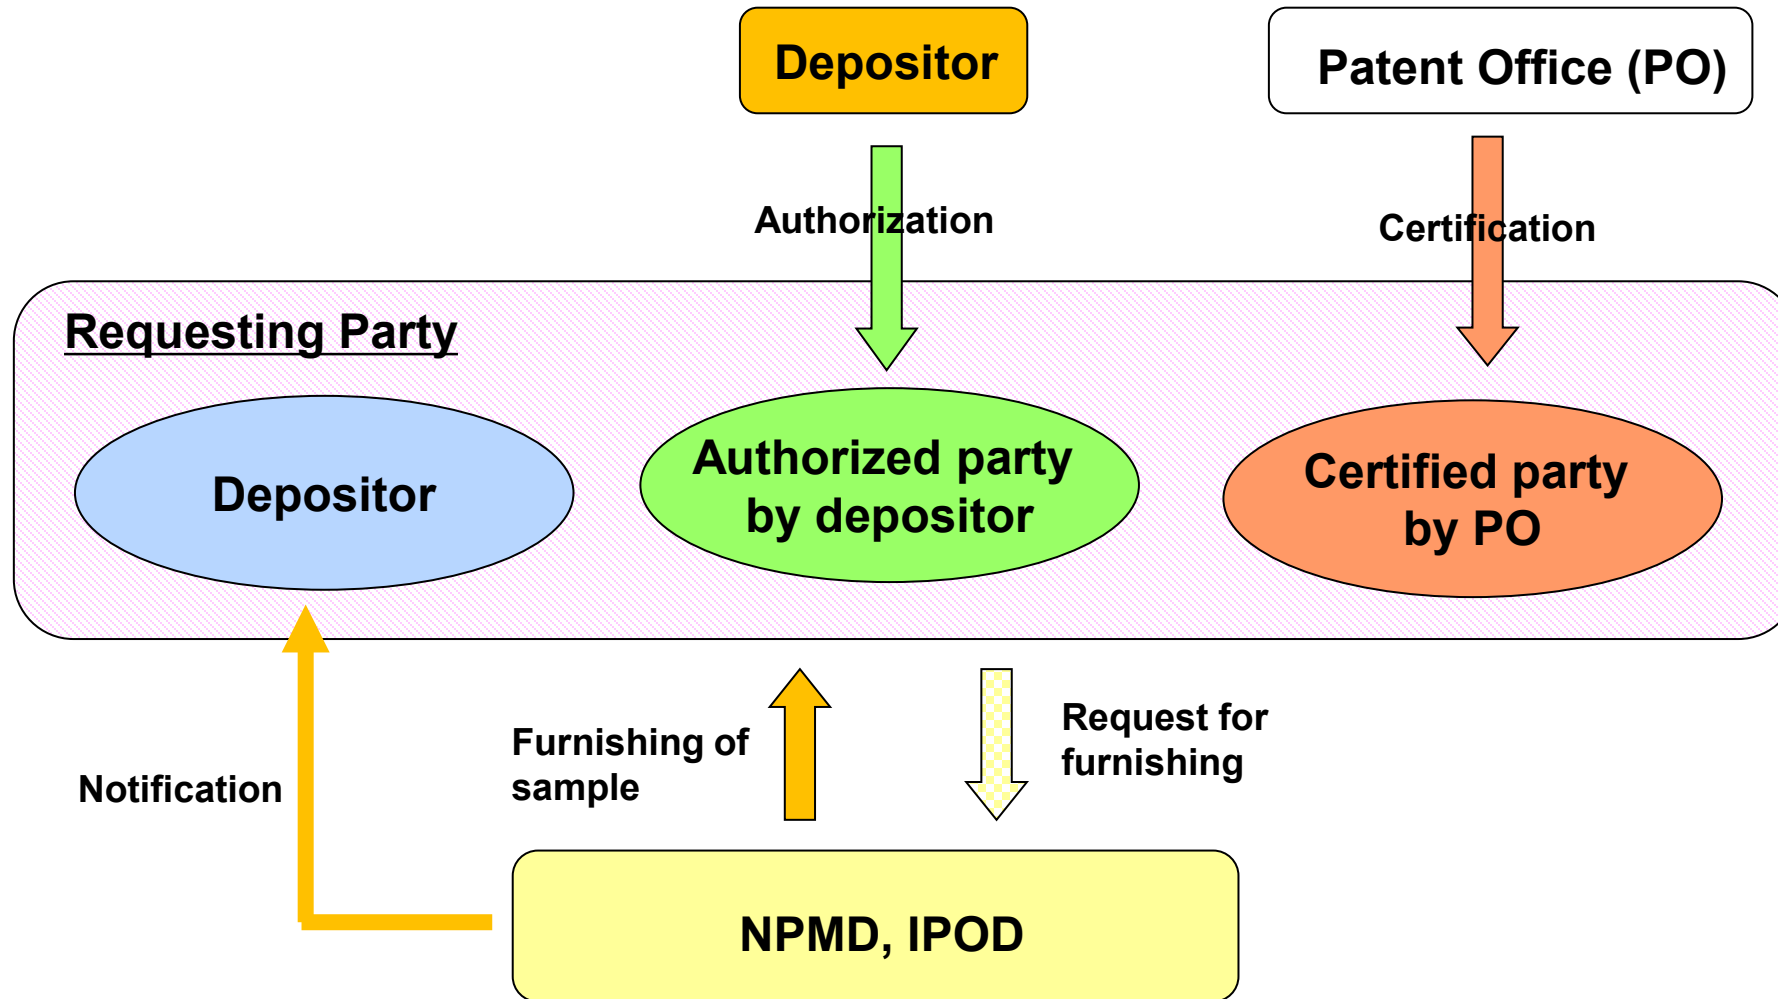 Depositor
Patent Office (PO)
Authorization
Certification
Requesting Party
Depositor
Authorized party
by depositor
Certified party
by PO
Notification
Furnishing of
sample
Request for
furnishing
NPMD, IPOD